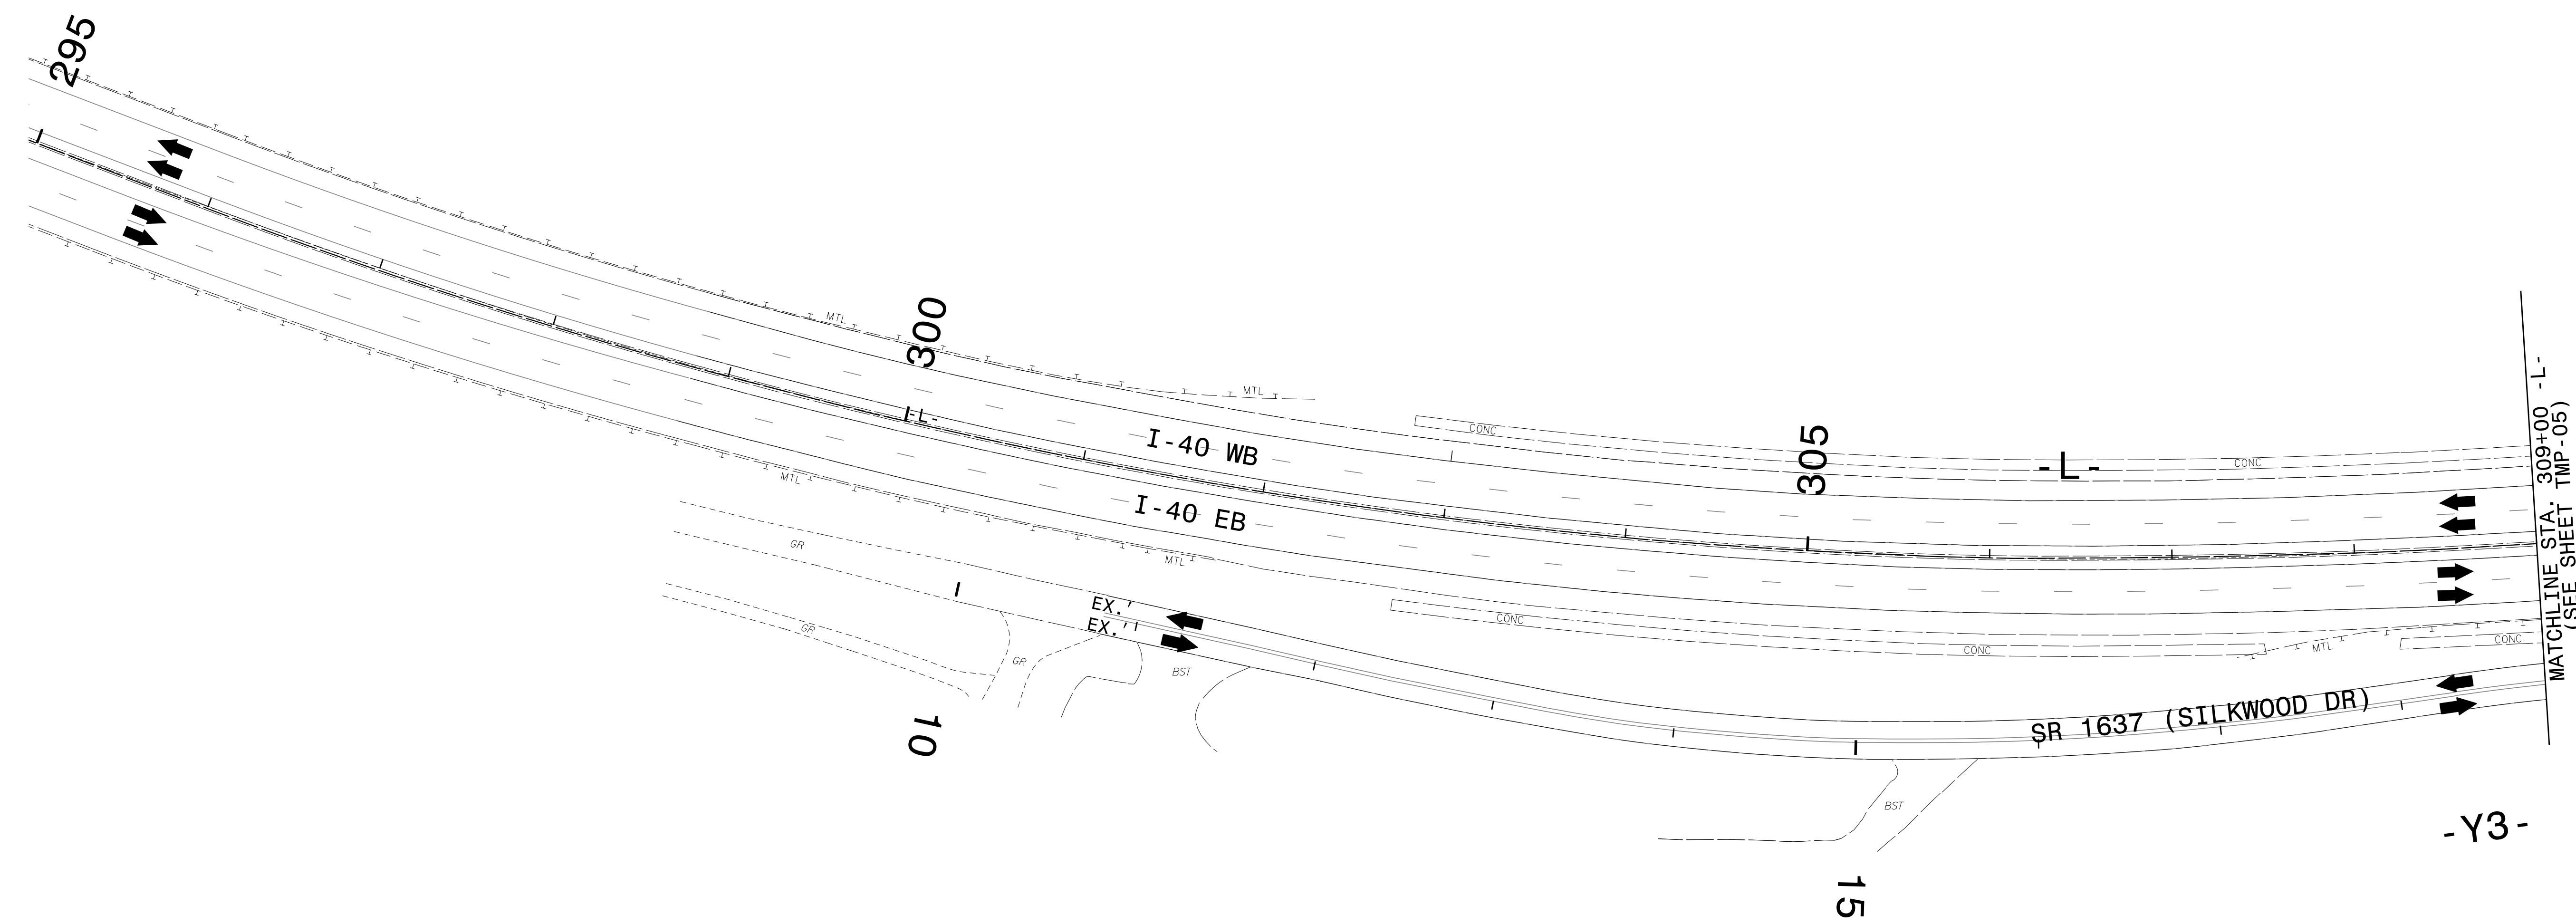 295
MTL
300
MTL
-L-
I-40 WB
CONC
305
-L-
CONC
MTL
I-40 EB
GR
MTL
EX.'
EX.''
CONC
GR
GR
BST
CONC
MTL
CONC
SR 1637 (SILKWOOD DR)
10
BST
-Y3-
15
MATCHLINE STA. 309+00 -L-
(SEE SHEET TMP-05)